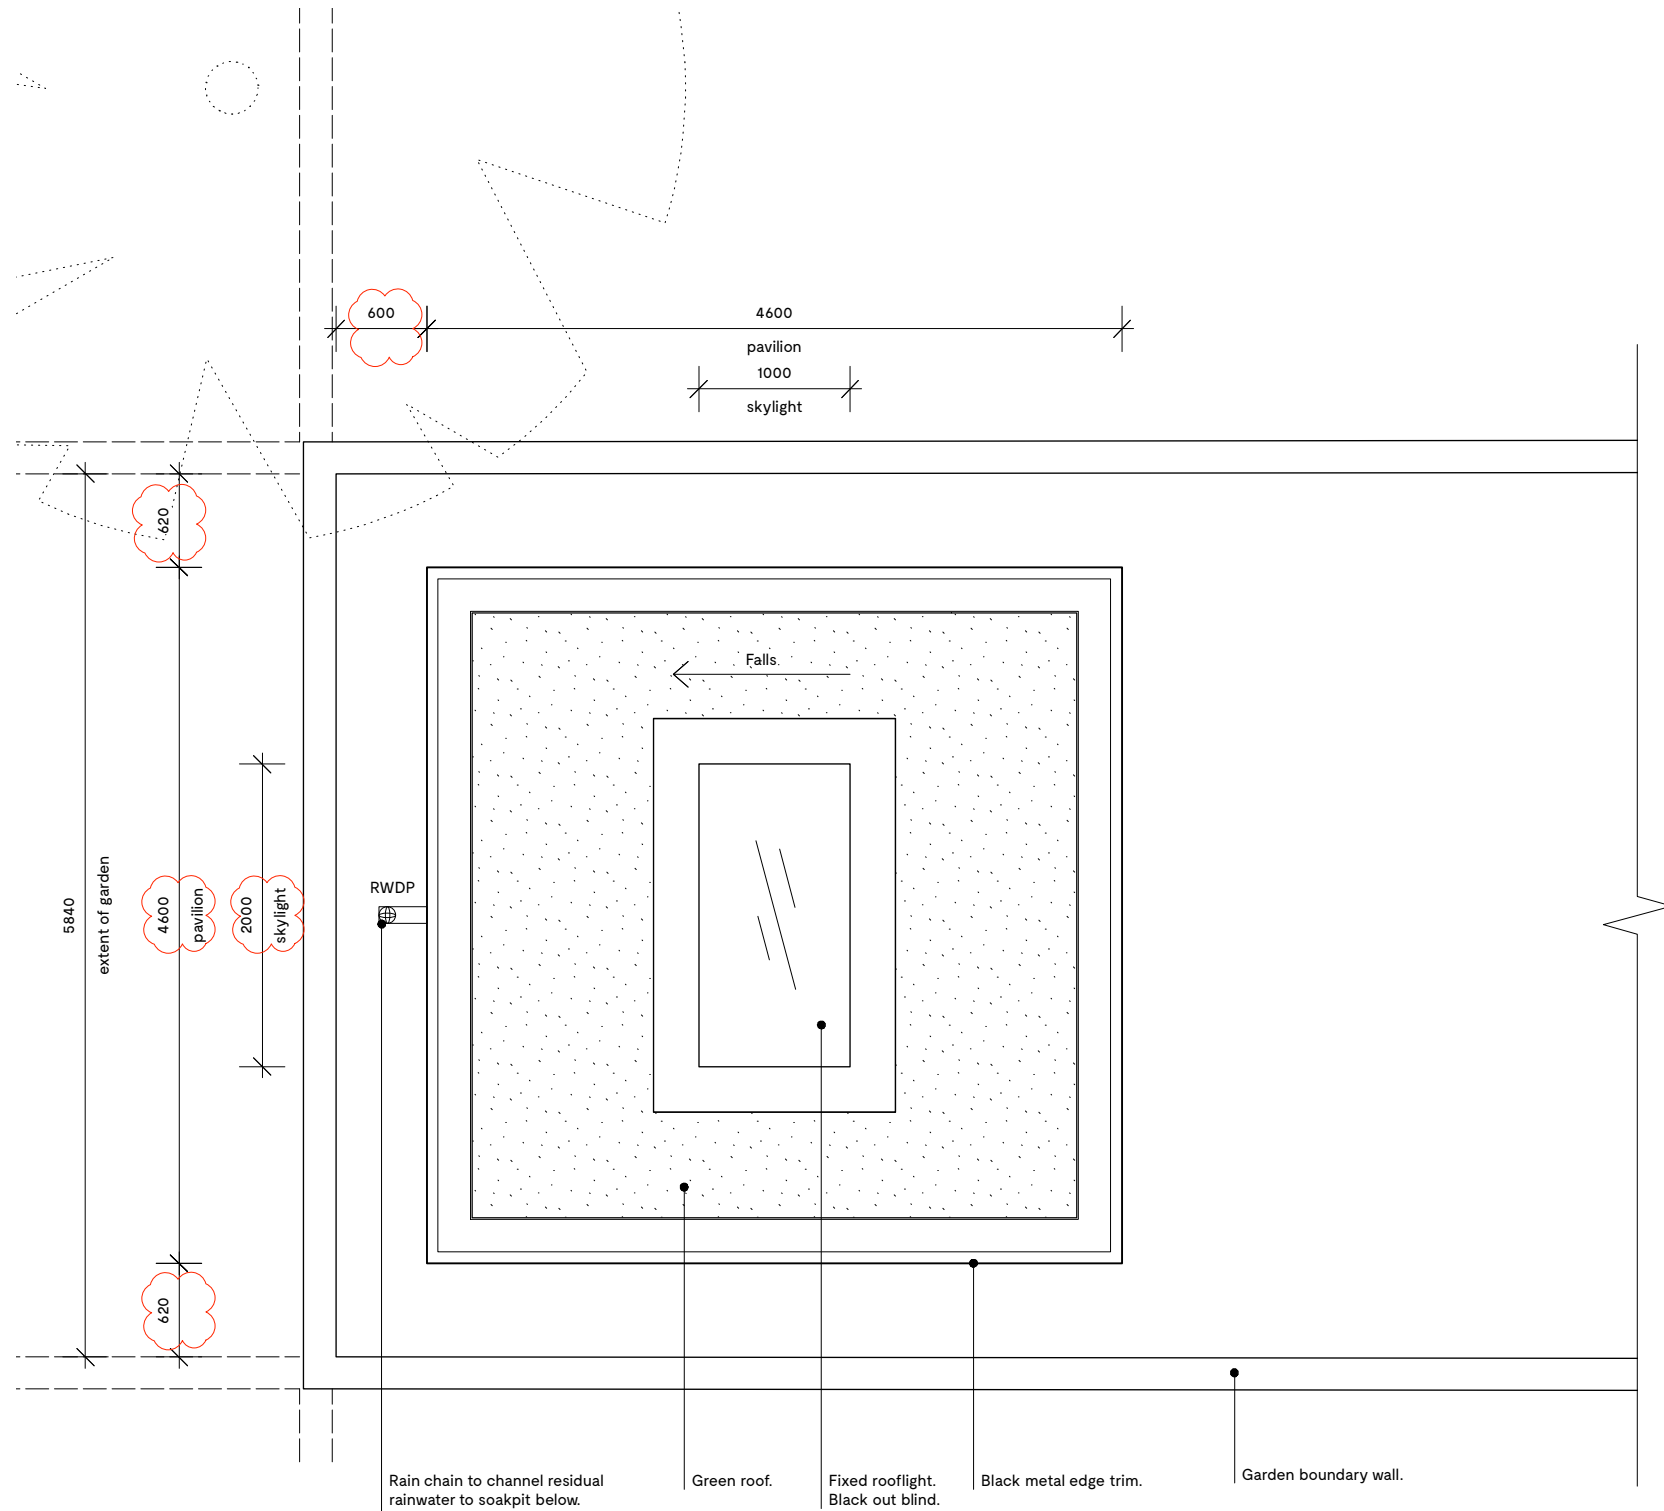 600
4600
pavilion
1000
skylight
620
Falls
5840
extent of garden
4600
pavilion
2000
skylight
RWDP
620
Rain chain to channel residual
rainwater to soakpit below.
Green roof.
Fixed rooflight.
Black out blind.
Black metal edge trim.
Garden boundary wall.